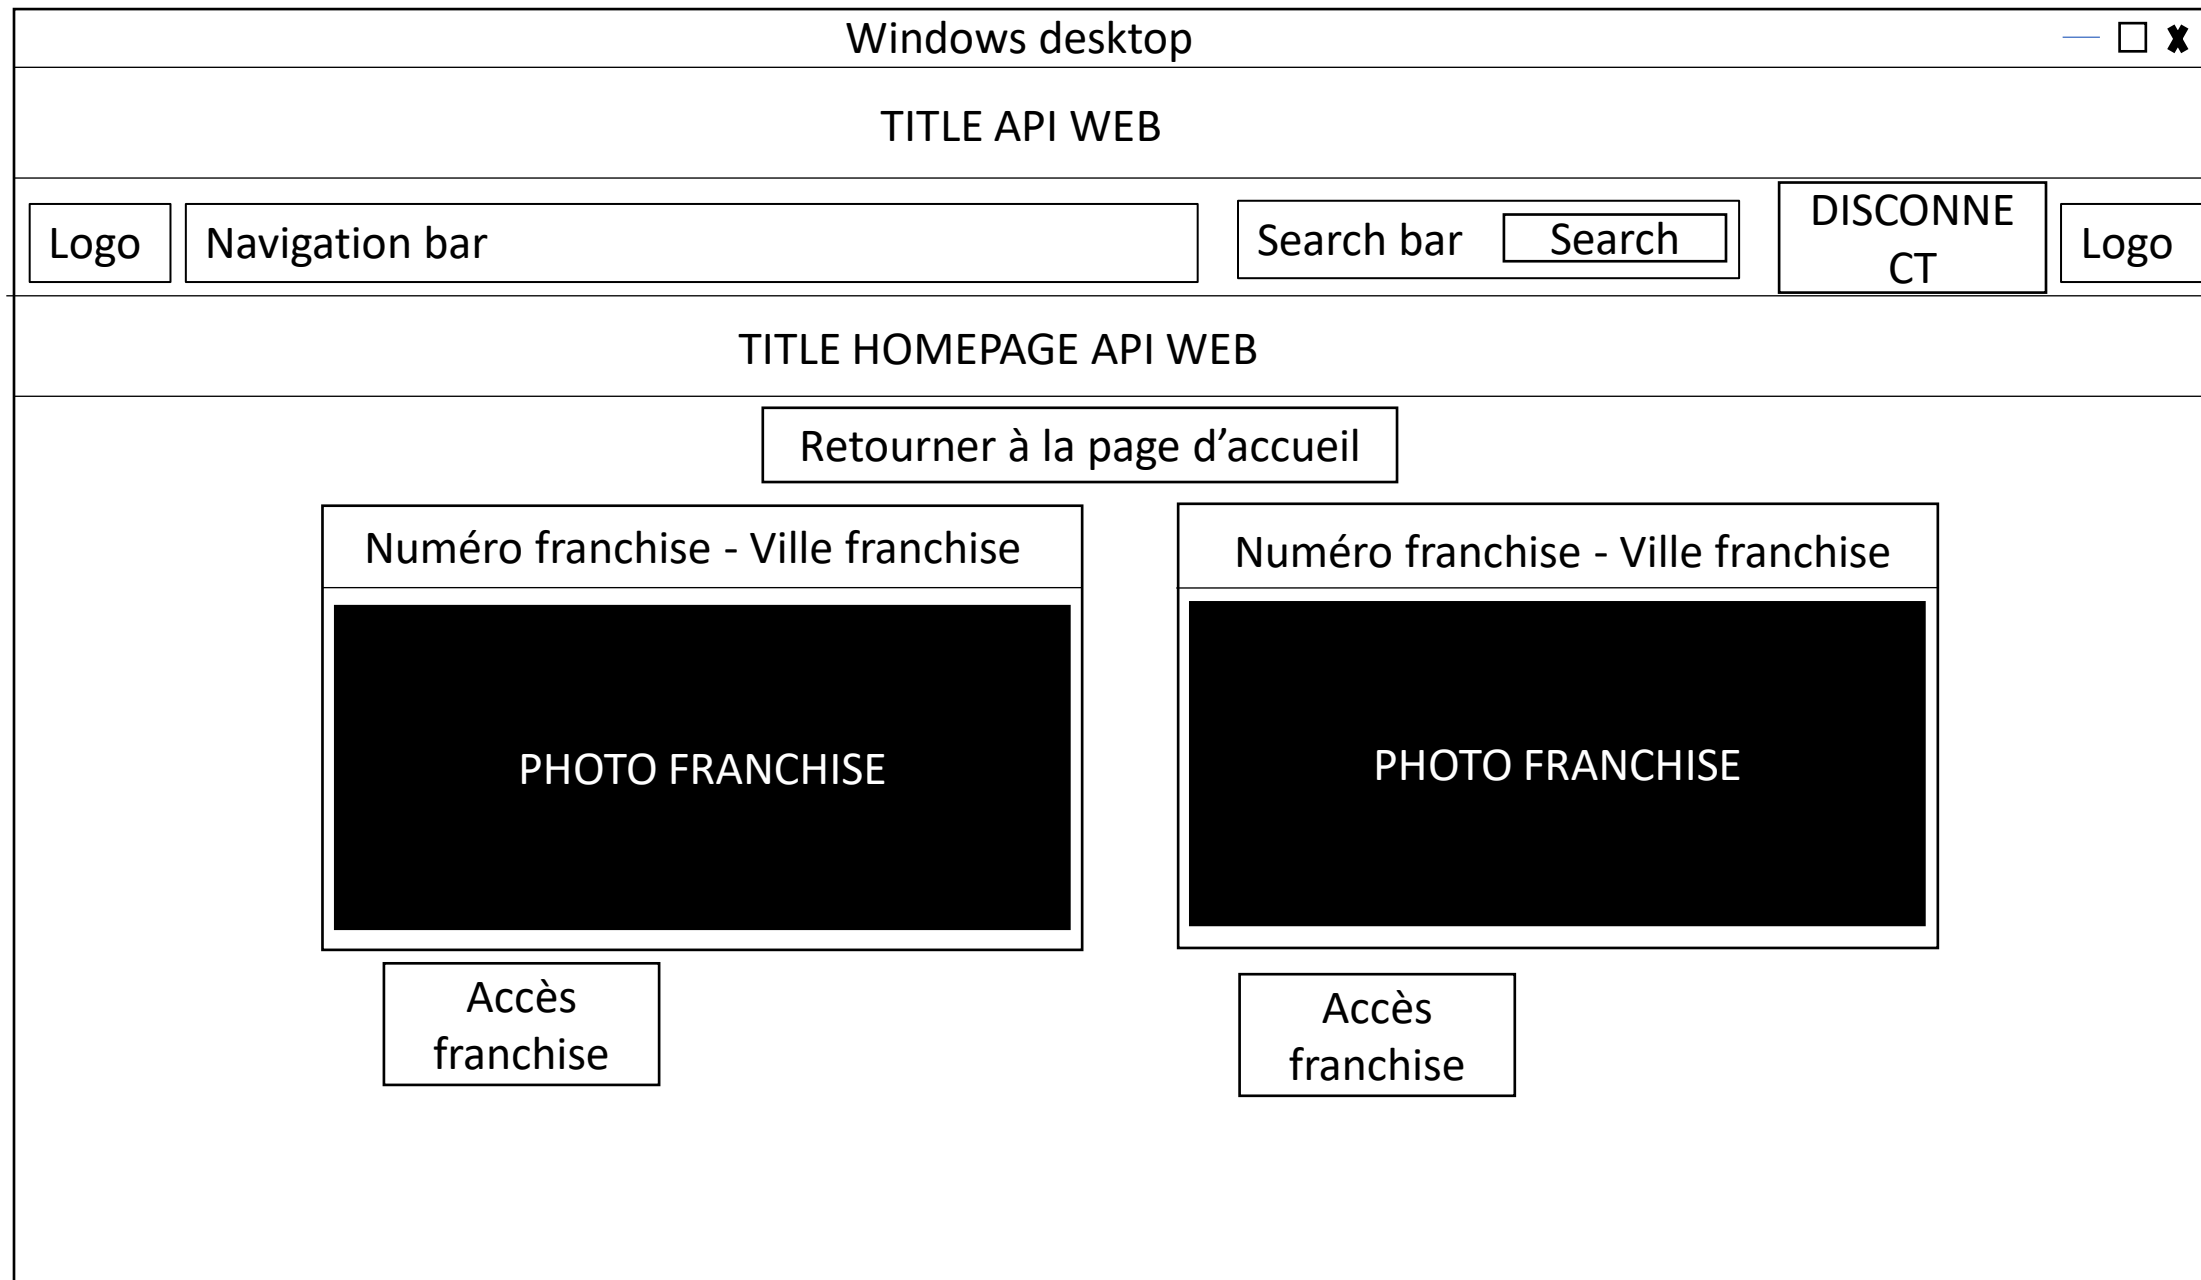 Windows desktop
TITLE API WEB
Logo
Navigation bar
Search bar
Search
DISCONNE
CT
Logo
TITLE HOMEPAGE API WEB
Retourner à la page d’accueil
Numéro franchise - Ville franchise
PHOTO FRANCHISE
Accès
franchise
Numéro franchise - Ville franchise
PHOTO FRANCHISE
Accès
franchise